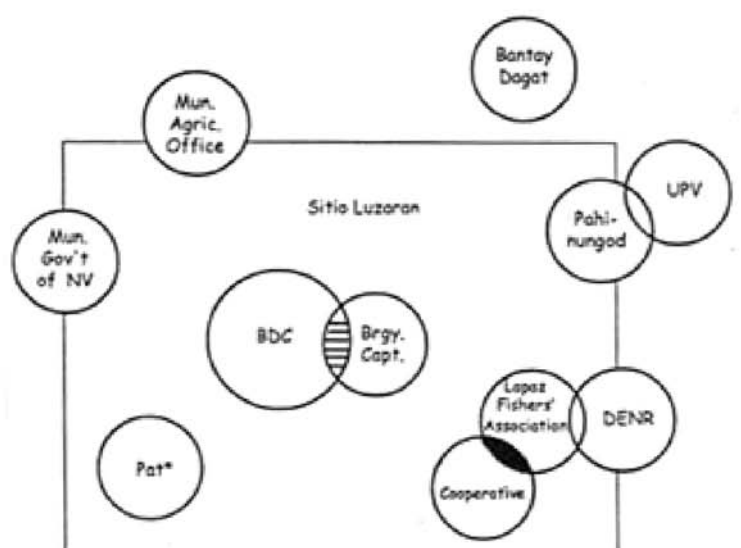 Bantay
Dagat
Mun.
Agric.
Office
UPV
Sitio Luzaran
Pahi-
nungod
Mun.
Gov't
of NV
BDC
Brgy.
Capt.
Lapaz
Fishers'
Association
DENR
Pat*
Cooperative